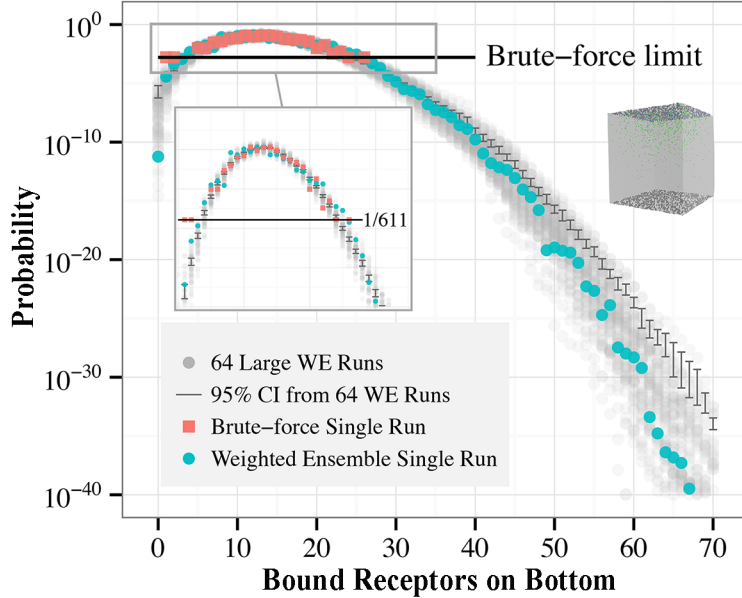 10⁰
Brute−force limit
10⁻¹⁰
1/611
Probability
10⁻²⁰
64 Large WE Runs
10⁻³⁰
95% CI from 64 WE Runs
Brute−force Single Run
Weighted Ensemble Single Run
10⁻⁴⁰
0 10 20 30 40 50 60 70
Bound Receptors on Bottom